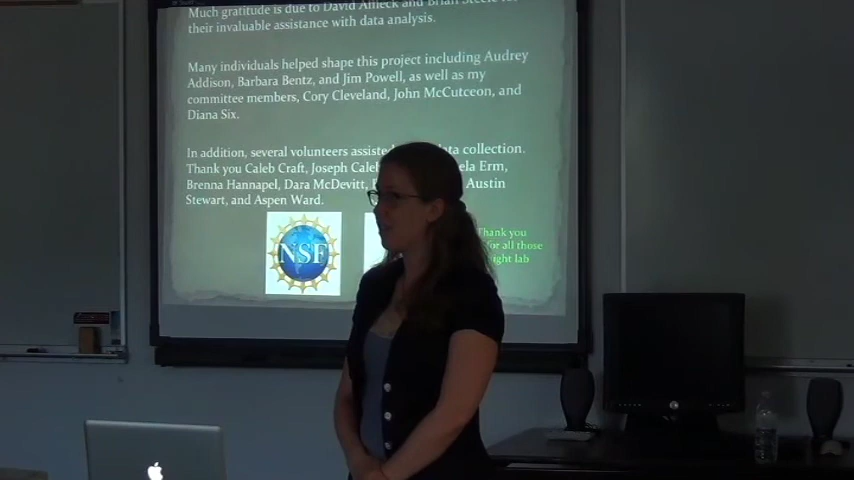 Much gratitude is due to David Affleck and Brian Steele for
their invaluable assistance with data analysis.
Many individuals helped shape this project including Audrey
Addison, Barbara Bentz, and Jim Powell, as well as my
committee members, Cory Cleveland, John McCutceon, and
Diana Six.
In addition, several volunteers assisted data collection.
Thank you Caleb Craft, Joseph Caleb ela Erm,
Brenna Hannapel, Dara McDevitt, Austin
Stewart, and Aspen Ward.
NSF
Thank you
for all those
ight lab